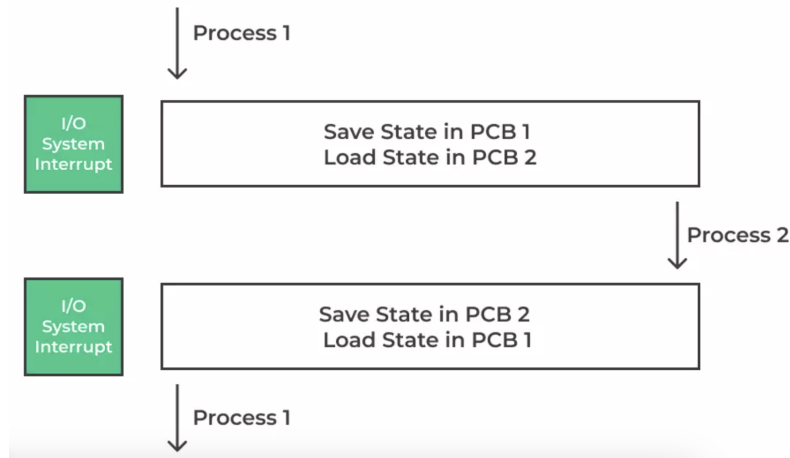 Process 1
I/O
System
Interrupt
Save State in PCB 1
Load State in PCB 2
Process 2
I/O
System
Interrupt
Save State in PCB 2
Load State in PCB 1
Process 1